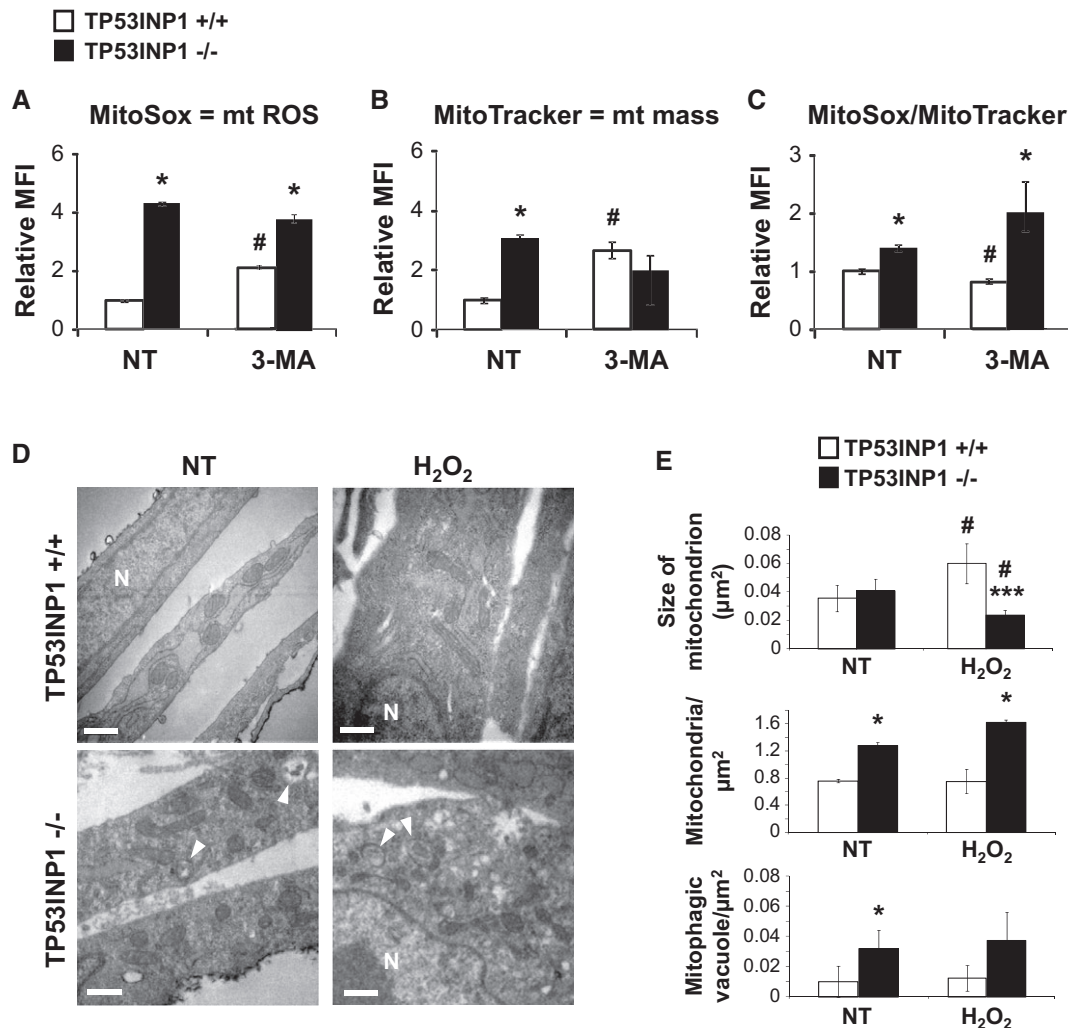 TP53INP1 +/+
TP53INP1 -/-
A
MitoSox = mt ROS
Relative MFI
6
4
2
0
*
#
*
NT
3-MA
B
MitoTracker = mt mass
Relative MFI
6
4
2
0
*
#
NT
3-MA
C
MitoSox/MitoTracker
Relative MFI
3
2
1
0
*
#
*
NT
3-MA
D
NT
H₂O₂
TP53INP1 +/+
N
N
TP53INP1 -/-
N
E
TP53INP1 +/+
TP53INP1 -/-
Size of
mitochondrion
(µm²)
0.08
0.06
0.04
0.02
0
#
#
***
NT
H₂O₂
Mitochondria/
µm²
1.6
1.2
0.8
0.4
0
*
*
NT
H₂O₂
Mitophagic
vacuole/µm²
0.08
0.06
0.04
0.02
0
*
NT
H₂O₂